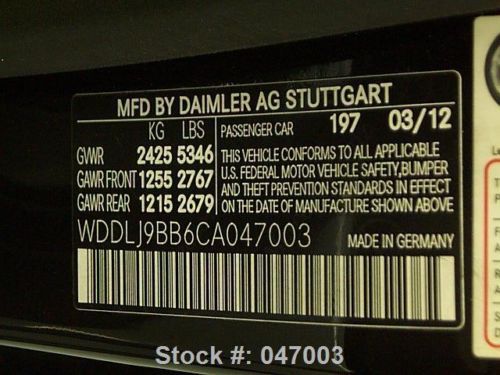 MFD BY DAIMLER AG STUTTGART
KG LBS
PASSENGER CAR 197 03/12
GVWR 2425 5346
GAWR FRONT 1255 2767
GAWR REAR 1215 2679
THIS VEHICLE CONFORMS TO ALL APPLICABLE
U.S. FEDERAL MOTOR VEHICLE SAFETY,BUMPER
AND THEFT PREVENTION STANDARDS IN EFFECT
ON THE DATE OF MANUFACTURE SHOWN ABOVE
WDDLJ9BB6CA047003
MADE IN GERMANY
Stock #: 047003